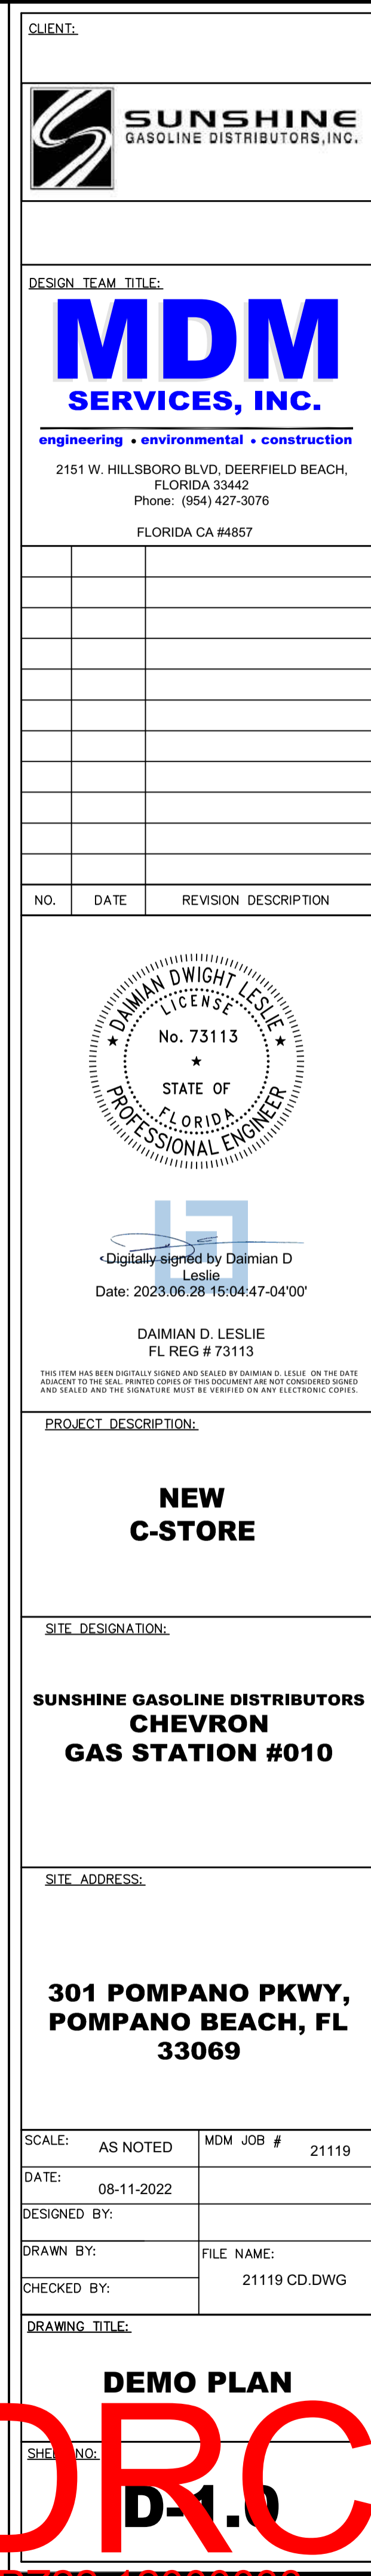 CLIENT:
SUNSHINE
GASOLINE DISTRIBUTORS,INC.
DESIGN TEAM TITLE:
MDM
SERVICES, INC.
engineering • environmental • construction
2151 W. HILLSBORO BLVD, DEERFIELD BEACH,
FLORIDA 33442
Phone: (954) 427-3076
FLORIDA CA #4857
NO. DATE REVISION DESCRIPTION
DAMIAN DWIGHT LESLIE
LICENSE
No. 73113
STATE OF
FLORIDA
PROFESSIONAL ENGINEER
Digitally signed by Daimian D
Leslie
Date: 2023.06.28 15:04:47-04'00'
DAIMIAN D. LESLIE
FL REG # 73113
THIS ITEM HAS BEEN DIGITALLY SIGNED AND SEALED BY DAIMIAN D. LESLIE ON THE DATE
ADJACENT TO THE SEAL. PRINTED COPIES OF THIS DOCUMENT ARE NOT CONSIDERED SIGNED
AND SEALED AND THE SIGNATURE MUST BE VERIFIED ON ANY ELECTRONIC COPIES.
PROJECT DESCRIPTION:
NEW
C-STORE
SITE DESIGNATION:
SUNSHINE GASOLINE DISTRIBUTORS
CHEVRON
GAS STATION #010
SITE ADDRESS:
301 POMPANO PKWY,
POMPANO BEACH, FL
33069
SCALE: AS NOTED MDM JOB # 21119
DATE: 08-11-2022
DESIGNED BY:
DRAWN BY: FILE NAME:
21119 CD.DWG
CHECKED BY:
DRAWING TITLE:
DEMO PLAN
DRC
SHEET NO:
D-1.0